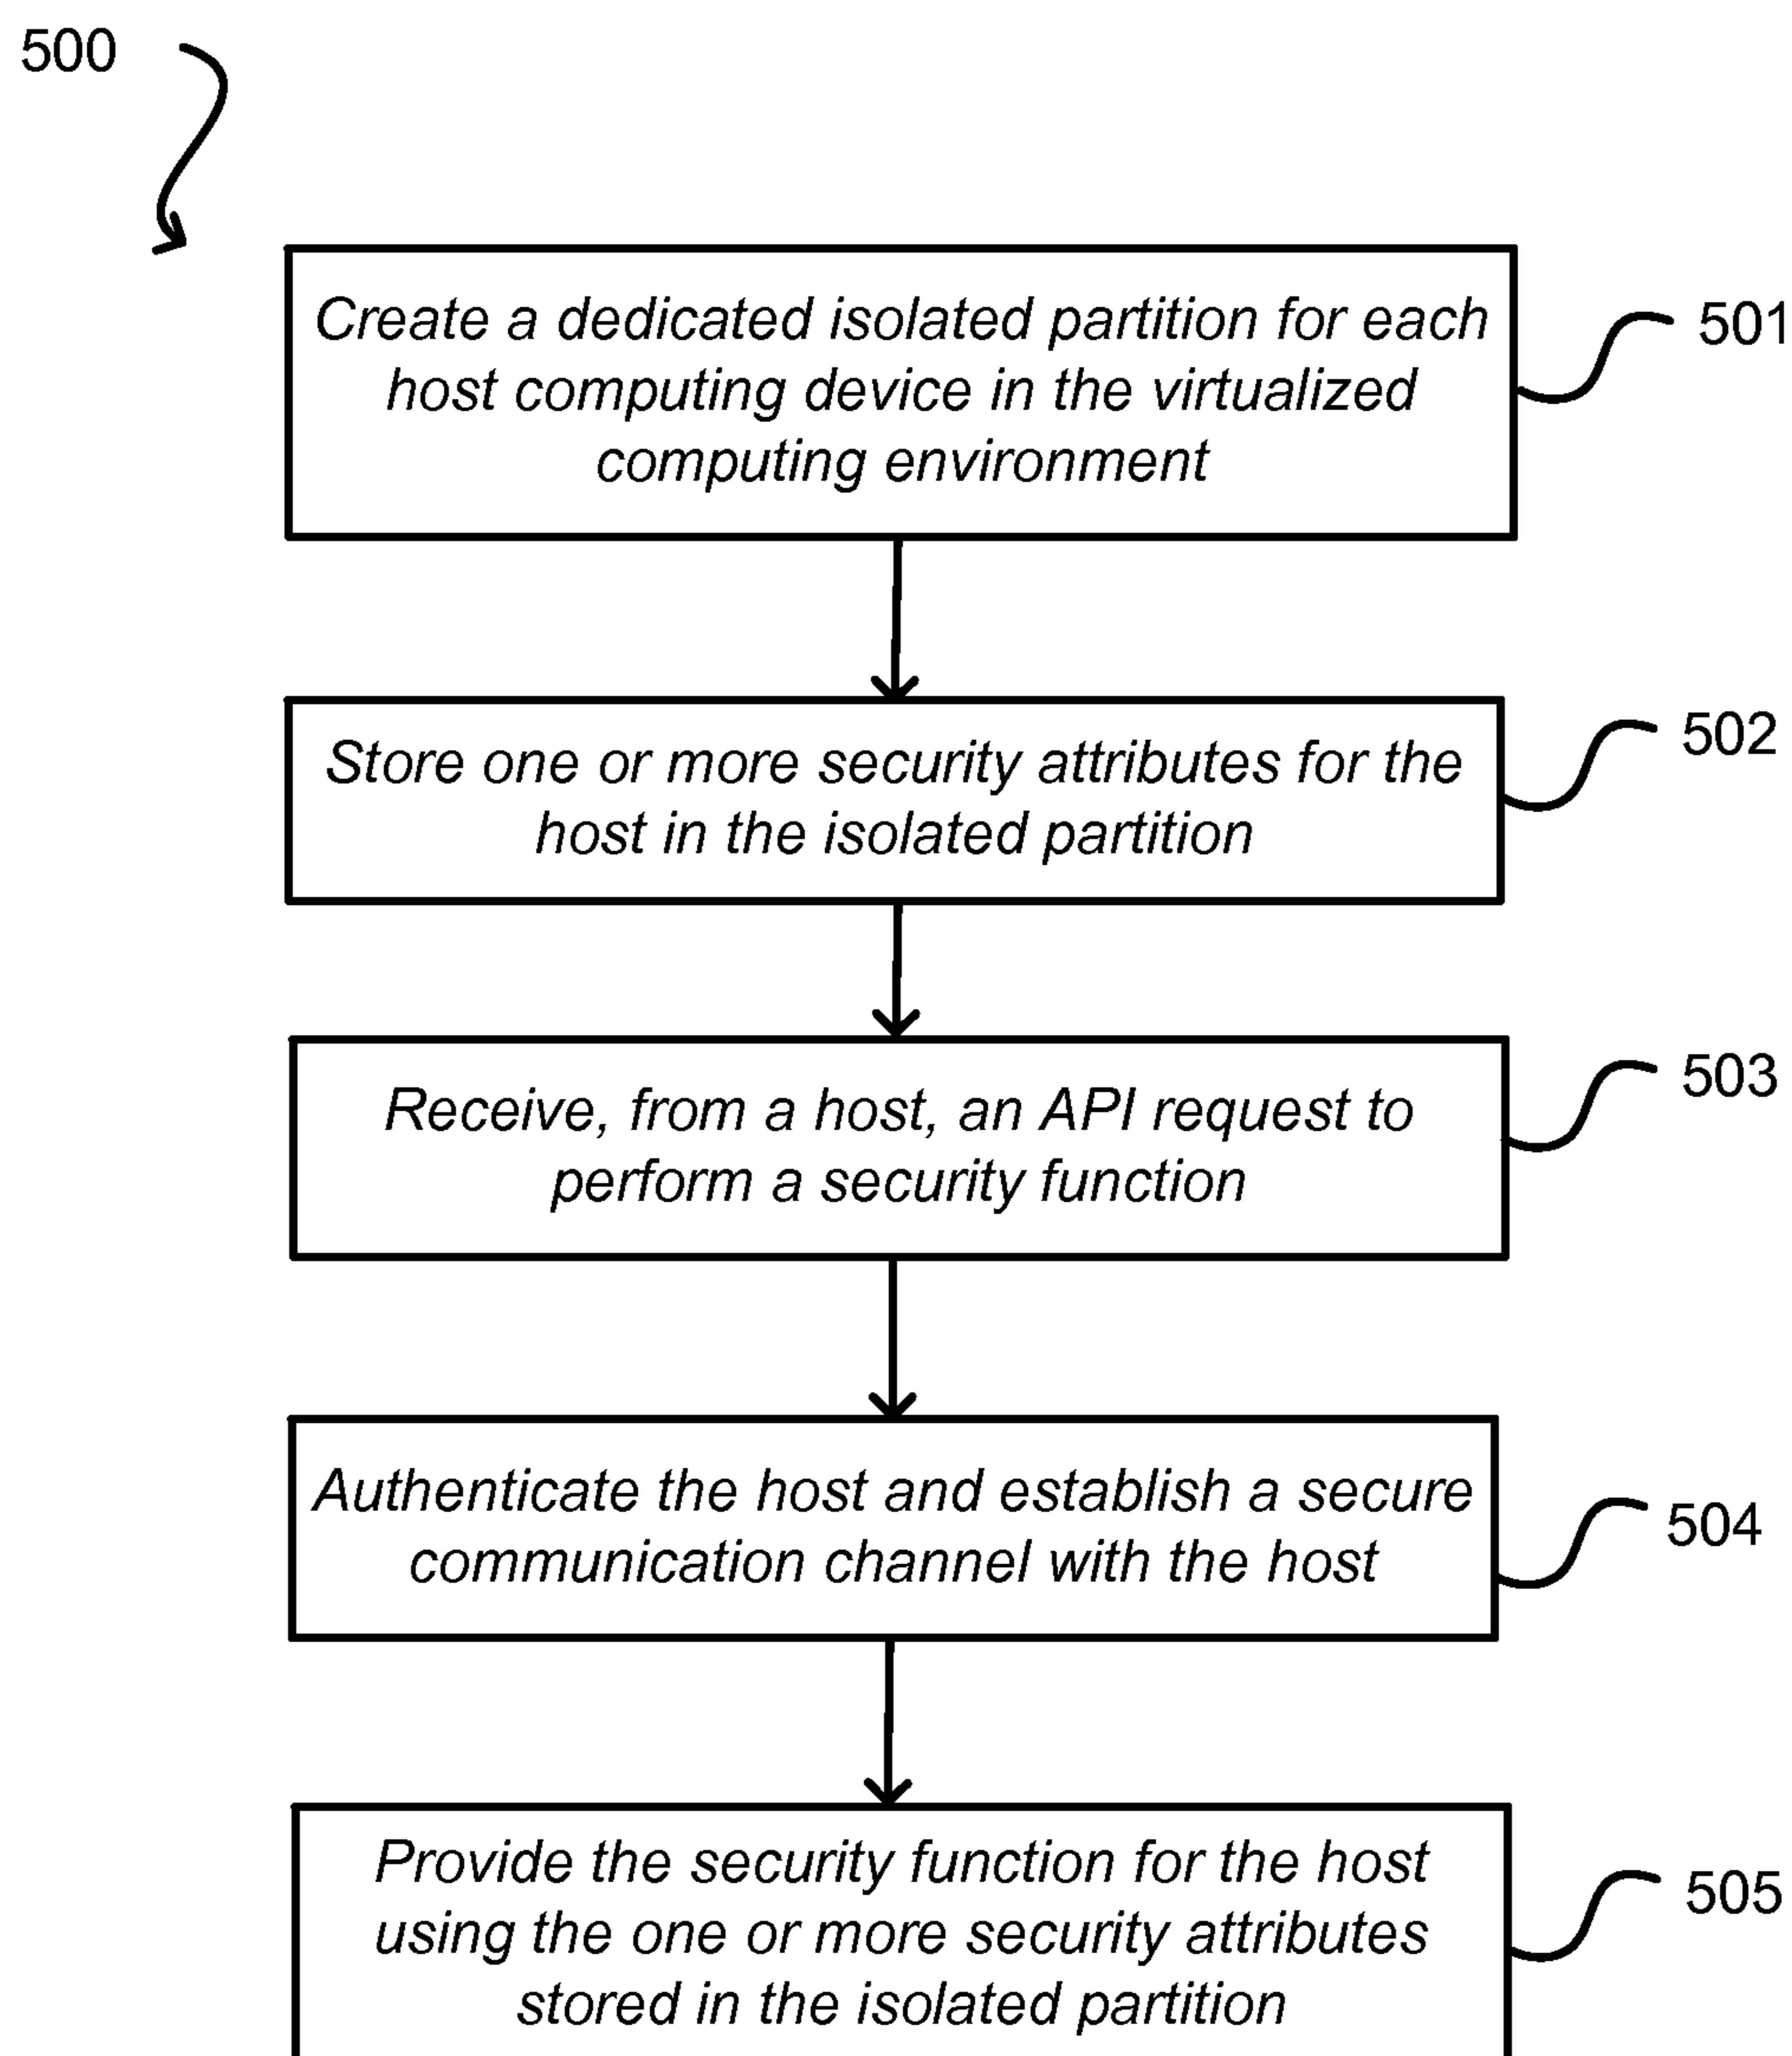 500
Create a dedicated isolated partition for each
host computing device in the virtualized
computing environment
501
Store one or more security attributes for the
host in the isolated partition
502
Receive, from a host, an API request to
perform a security function
503
Authenticate the host and establish a secure
communication channel with the host
504
Provide the security function for the host
using the one or more security attributes
stored in the isolated partition
505